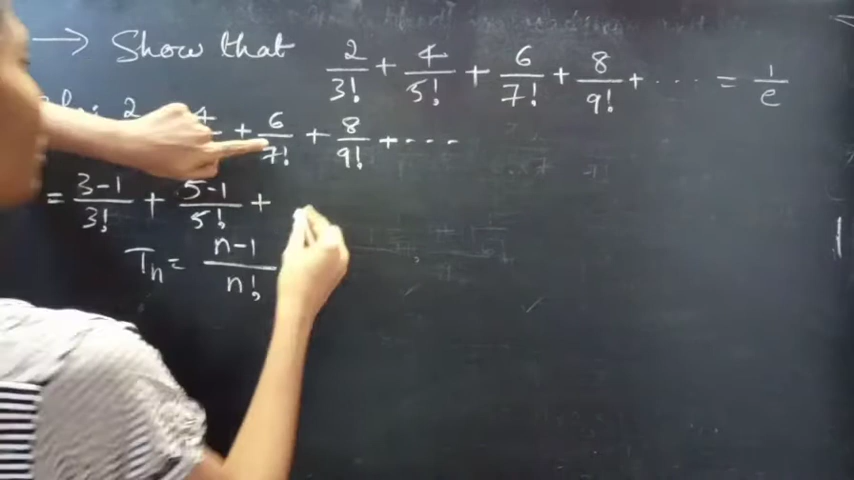 → Show that 2/3! + 4/5! + 6/7! + 8/9! + .... = 1/e
2 4 + 6/7! + 8/9! + ....
= 3-1/3! + 5-1/5! +
Tn = n-1/n!